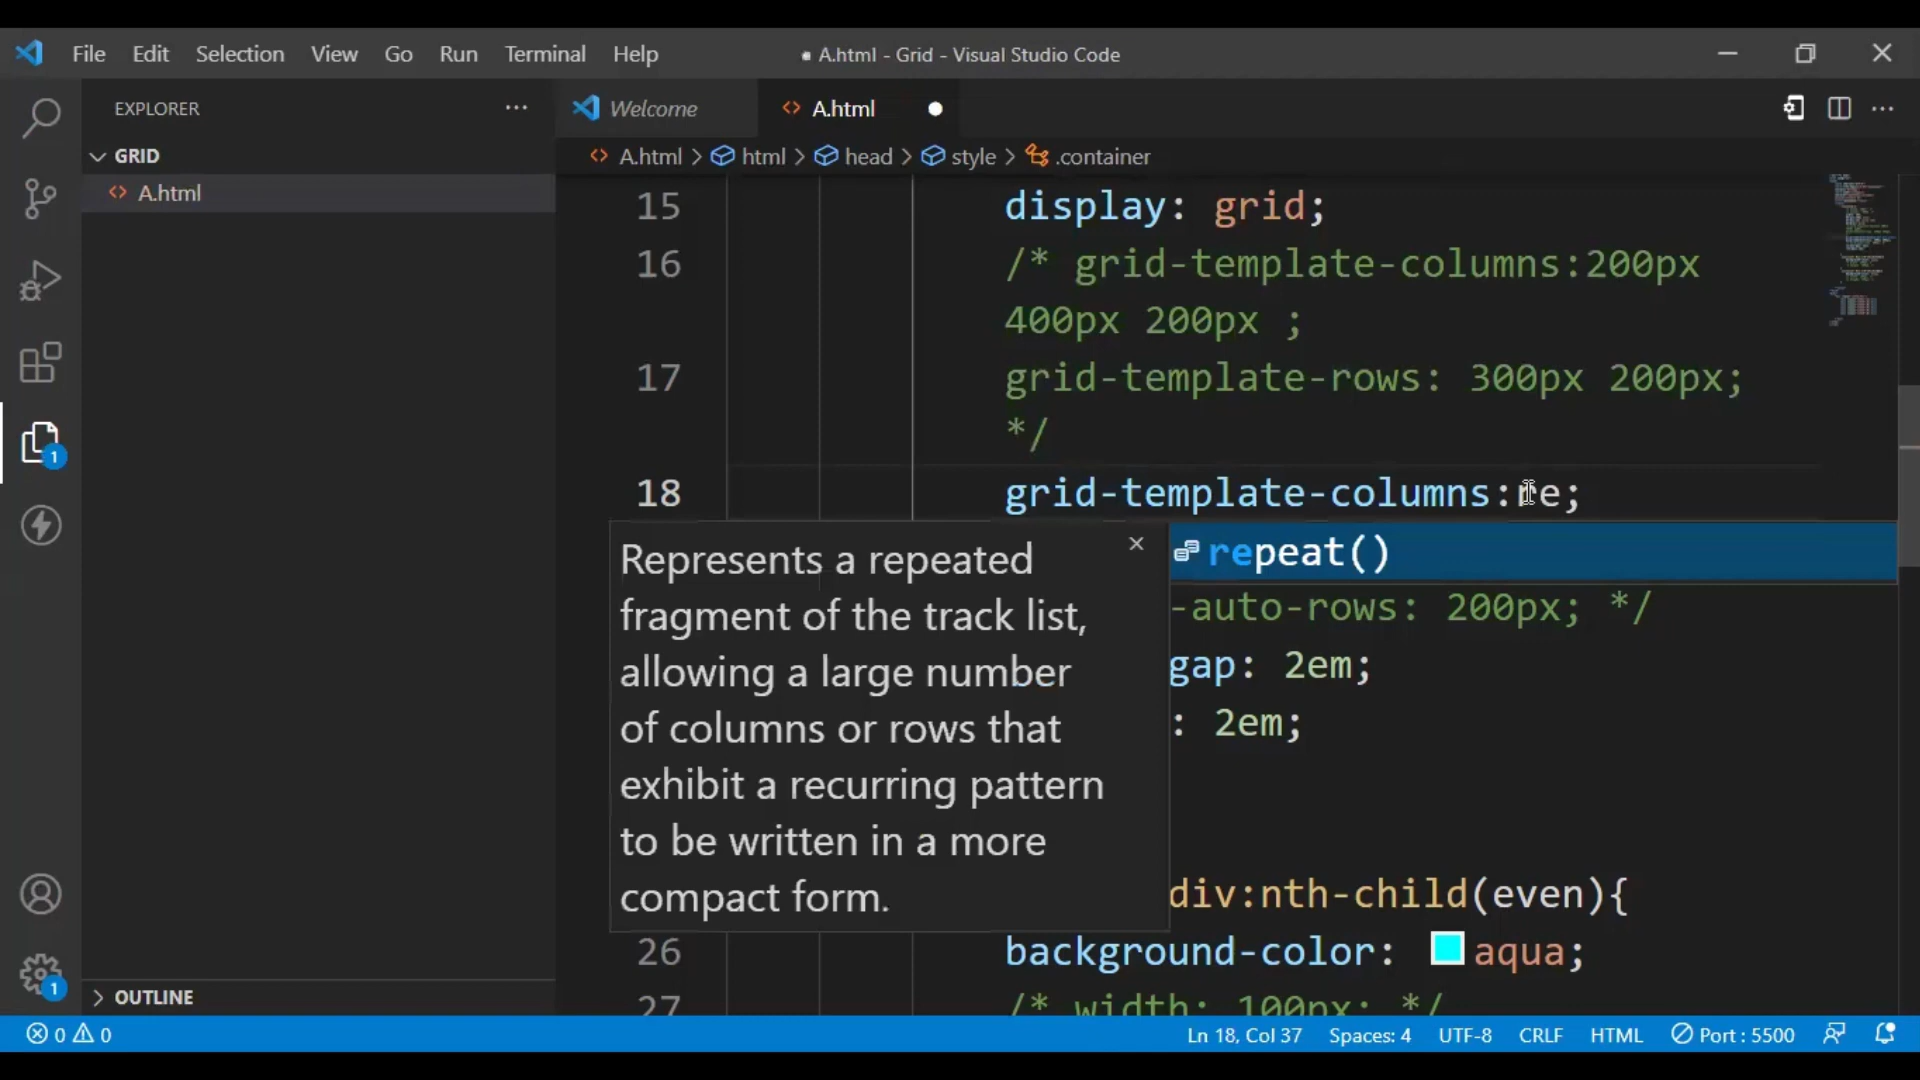 File Edit Selection View Go Run Terminal Help
● A.html - Grid - Visual Studio Code
EXPLORER
Welcome
<> A.html
GRID
<> A.html
<> A.html > html > head > style > .container
15 display: grid;
16 /* grid-template-columns:200px
400px 200px ;
17 grid-template-rows: 300px 200px;
*/
18 grid-template-columns:re;
repeat()
Represents a repeated
fragment of the track list,
allowing a large number
of columns or rows that
exhibit a recurring pattern
to be written in a more
compact form.
-auto-rows: 200px; */
gap: 2em;
: 2em;
div:nth-child(even){
26 background-color: aqua;
27 /* width: 100px; */
1
1
OUTLINE
0 0
Ln 18, Col 37 Spaces: 4 UTF-8 CRLF HTML Port : 5500